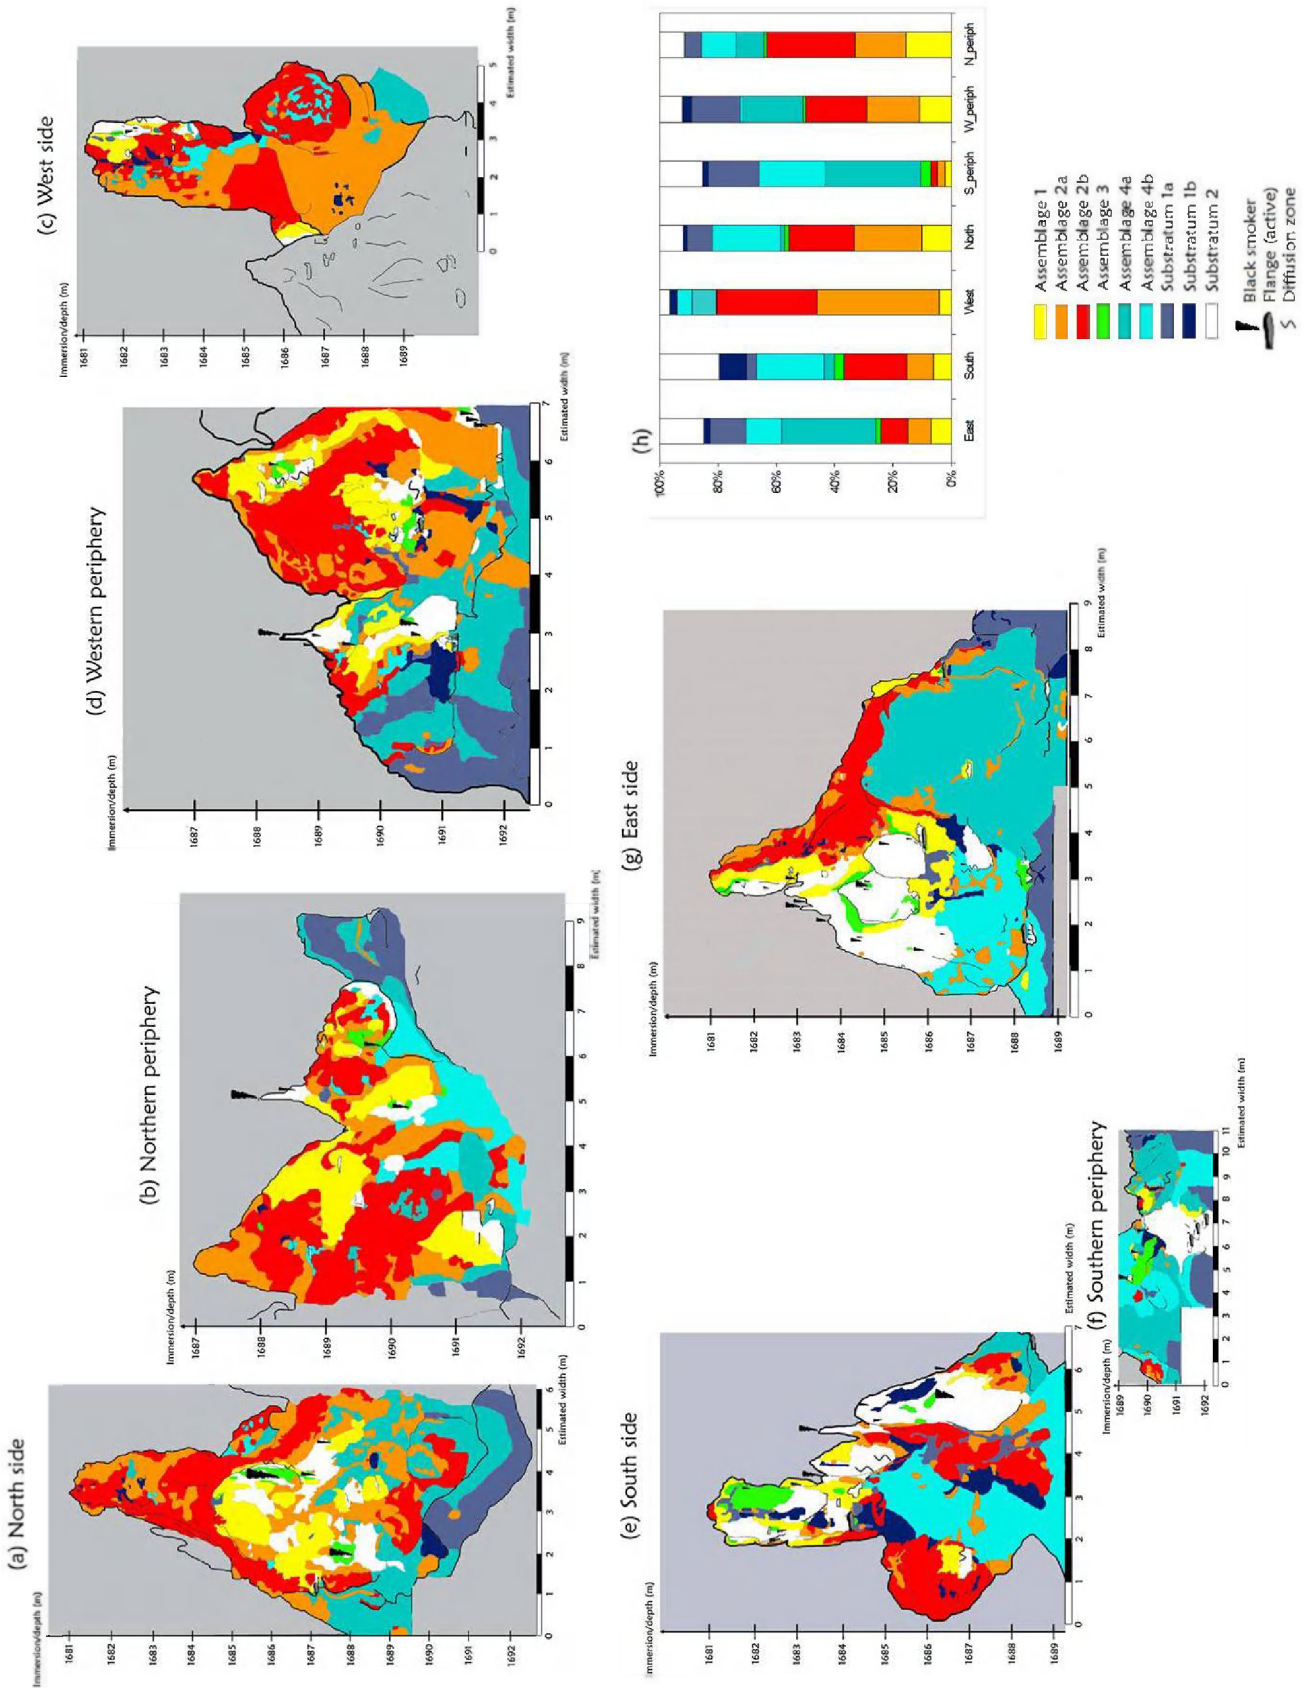 (a) North side
Immersion/depth (m)
1681
1682
1683
1684
1685
1686
1687
1688
1689
1690
1691
1692
0 1 2 3 4 5 6
Estimated width (m)
(b) Northern periphery
Immersion/depth (m)
1687
1688
1689
1690
1691
1692
0 1 2 3 4 5 6 7 8 9
Estimated width (m)
(d) Western periphery
Immersion/depth (m)
1687
1688
1689
1690
1691
1692
0 1 2 3 4 5 6 7
Estimated width (m)
(c) West side
Immersion/depth (m)
1681
1682
1683
1684
1685
1686
1687
1688
1689
0 1 2 3 4 5
Estimated width (m)
(e) South side
Immersion/depth (m)
1681
1682
1683
1684
1685
1686
1687
1688
1689
0 1 2 3 4 5 6 7
Estimated width (m)
(f) Southern periphery
Immersion/depth (m)
1689
1690
1691
1692
0 1 2 3 4 5 6 7 8 9 10 11
Estimated width (m)
(g) East side
Immersion/depth (m)
1681
1682
1683
1684
1685
1686
1687
1688
1689
0 1 2 3 4 5 6 7 8 9
Estimated width (m)
(h)
100%
80%
60%
40%
20%
0%
East South West North S_periph W_periph N_periph
Assemblage 1
Assemblage 2a
Assemblage 2b
Assemblage 3
Assemblage 4a
Assemblage 4b
Substratum 1a
Substratum 1b
Substratum 2
Black smoker
Flange (active)
Diffusion zone